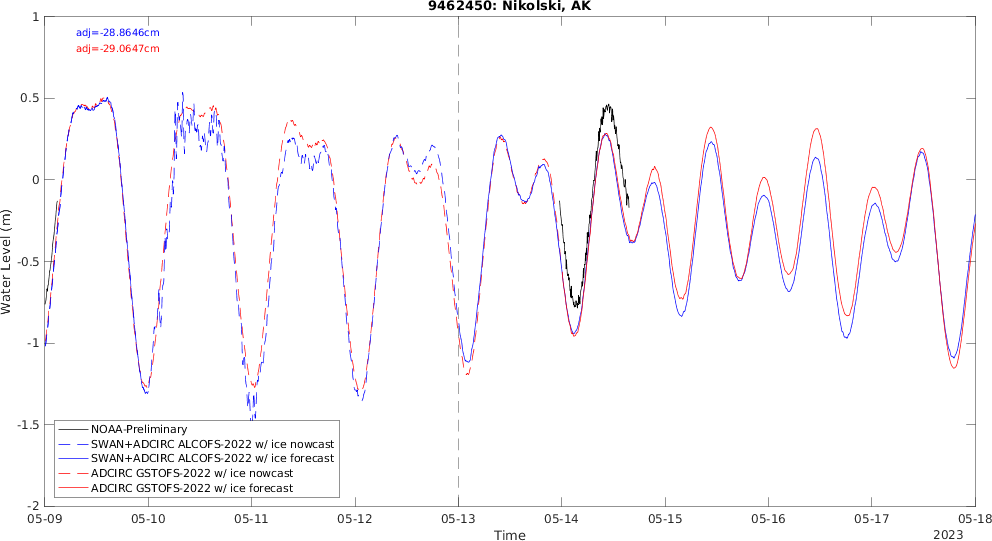 9462450: Nikolski, AK
adj=-28.8646cm
adj=-29.0647cm
1
0.5
0
-0.5
-1
-1.5
-2
Water Level (m)
NOAA-Preliminary
SWAN+ADCIRC ALCOFS-2022 w/ ice nowcast
SWAN+ADCIRC ALCOFS-2022 w/ ice forecast
ADCIRC GSTOFS-2022 w/ ice nowcast
ADCIRC GSTOFS-2022 w/ ice forecast
05-09 05-10 05-11 05-12 05-13 05-14 05-15 05-16 05-17 05-18
Time
2023